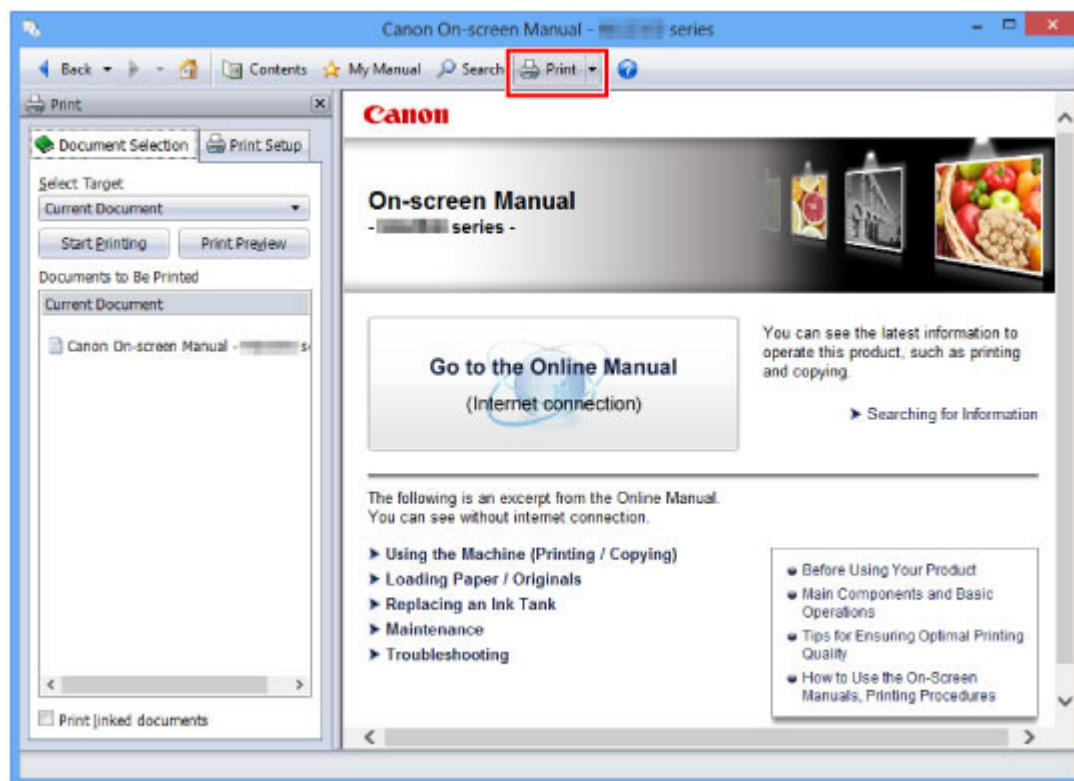 Canon On-screen Manual - series
Back Contents My Manual Search Print
Print
Document Selection Print Setup
Select Target
Current Document
Start Printing Print Preview
Documents to Be Printed
Current Document
Canon On-screen Manual -
Print linked documents
Canon
On-screen Manual
- series -
Go to the Online Manual
(Internet connection)
You can see the latest information to
operate this product, such as printing
and copying.
Searching for Information
The following is an excerpt from the Online Manual.
You can see without internet connection.
Using the Machine (Printing / Copying)
Loading Paper / Originals
Replacing an Ink Tank
Maintenance
Troubleshooting
Before Using Your Product
Main Components and Basic
Operations
Tips for Ensuring Optimal Printing
Quality
How to Use the On-Screen
Manuals, Printing Procedures